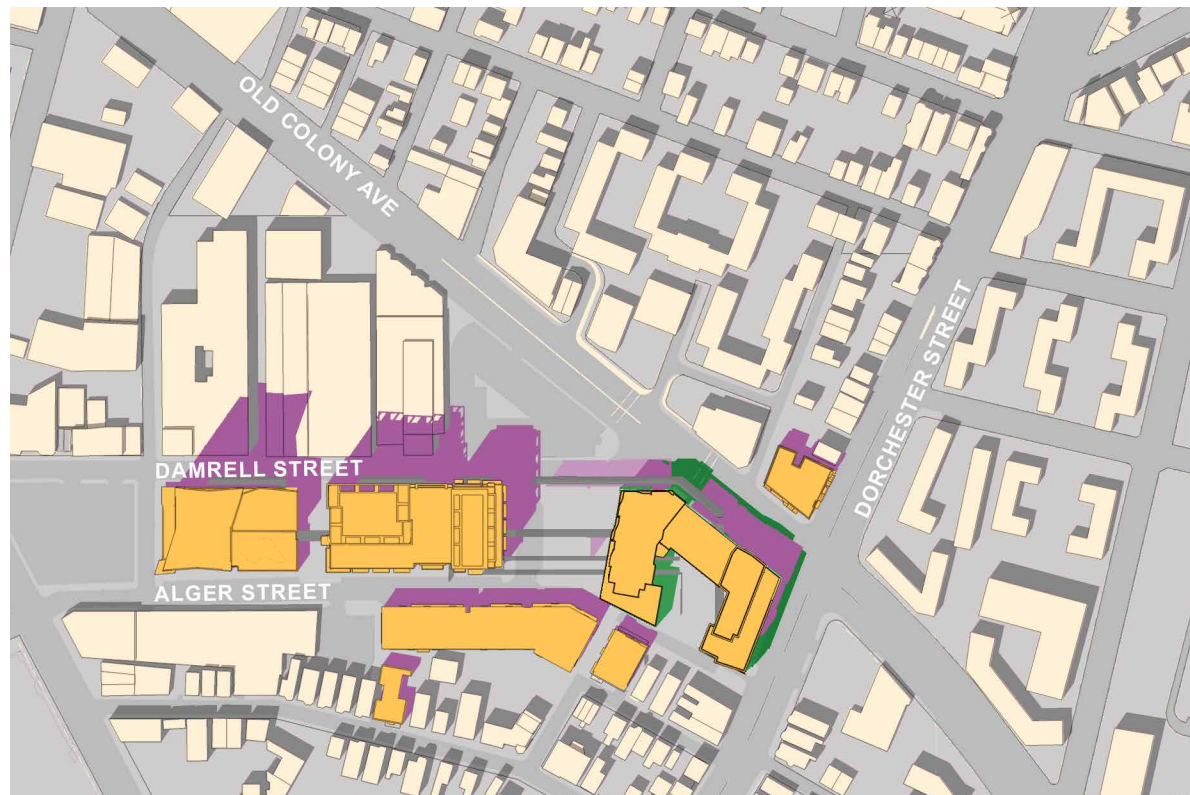 OLD COLONY AVE
DORCHESTER STREET
DAMRELL STREET
ALGER STREET